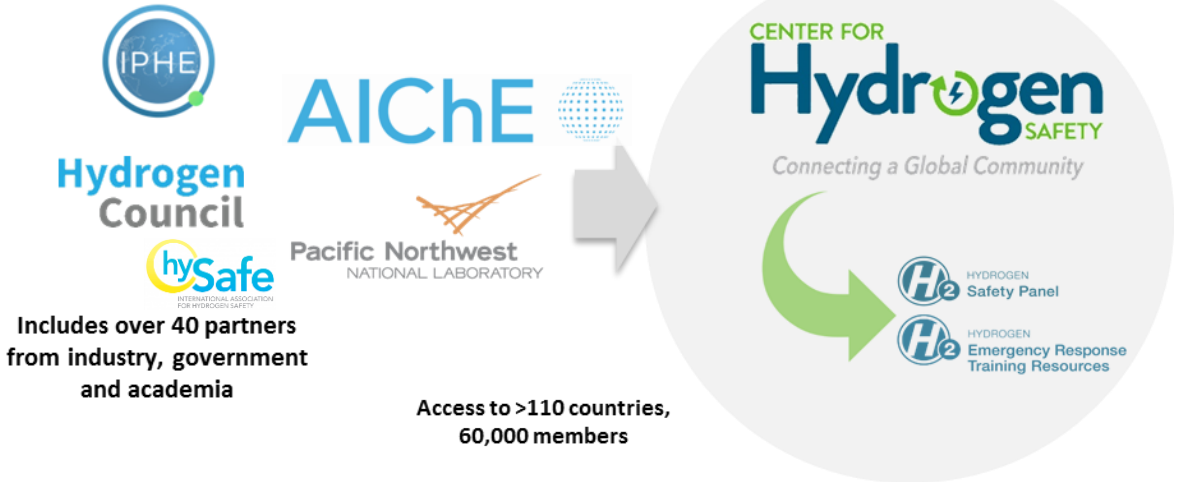 IPHE
Hydrogen
Council
hySafe
INTERNATIONAL ASSOCIATION
FOR HYDROGEN SAFETY
Includes over 40 partners
from industry, government
and academia
AIChE
Pacific Northwest
NATIONAL LABORATORY
Access to >110 countries,
60,000 members
CENTER FOR
Hydrogen
SAFETY
Connecting a Global Community
H2
HYDROGEN
Safety Panel
H2
HYDROGEN
Emergency Response
Training Resources